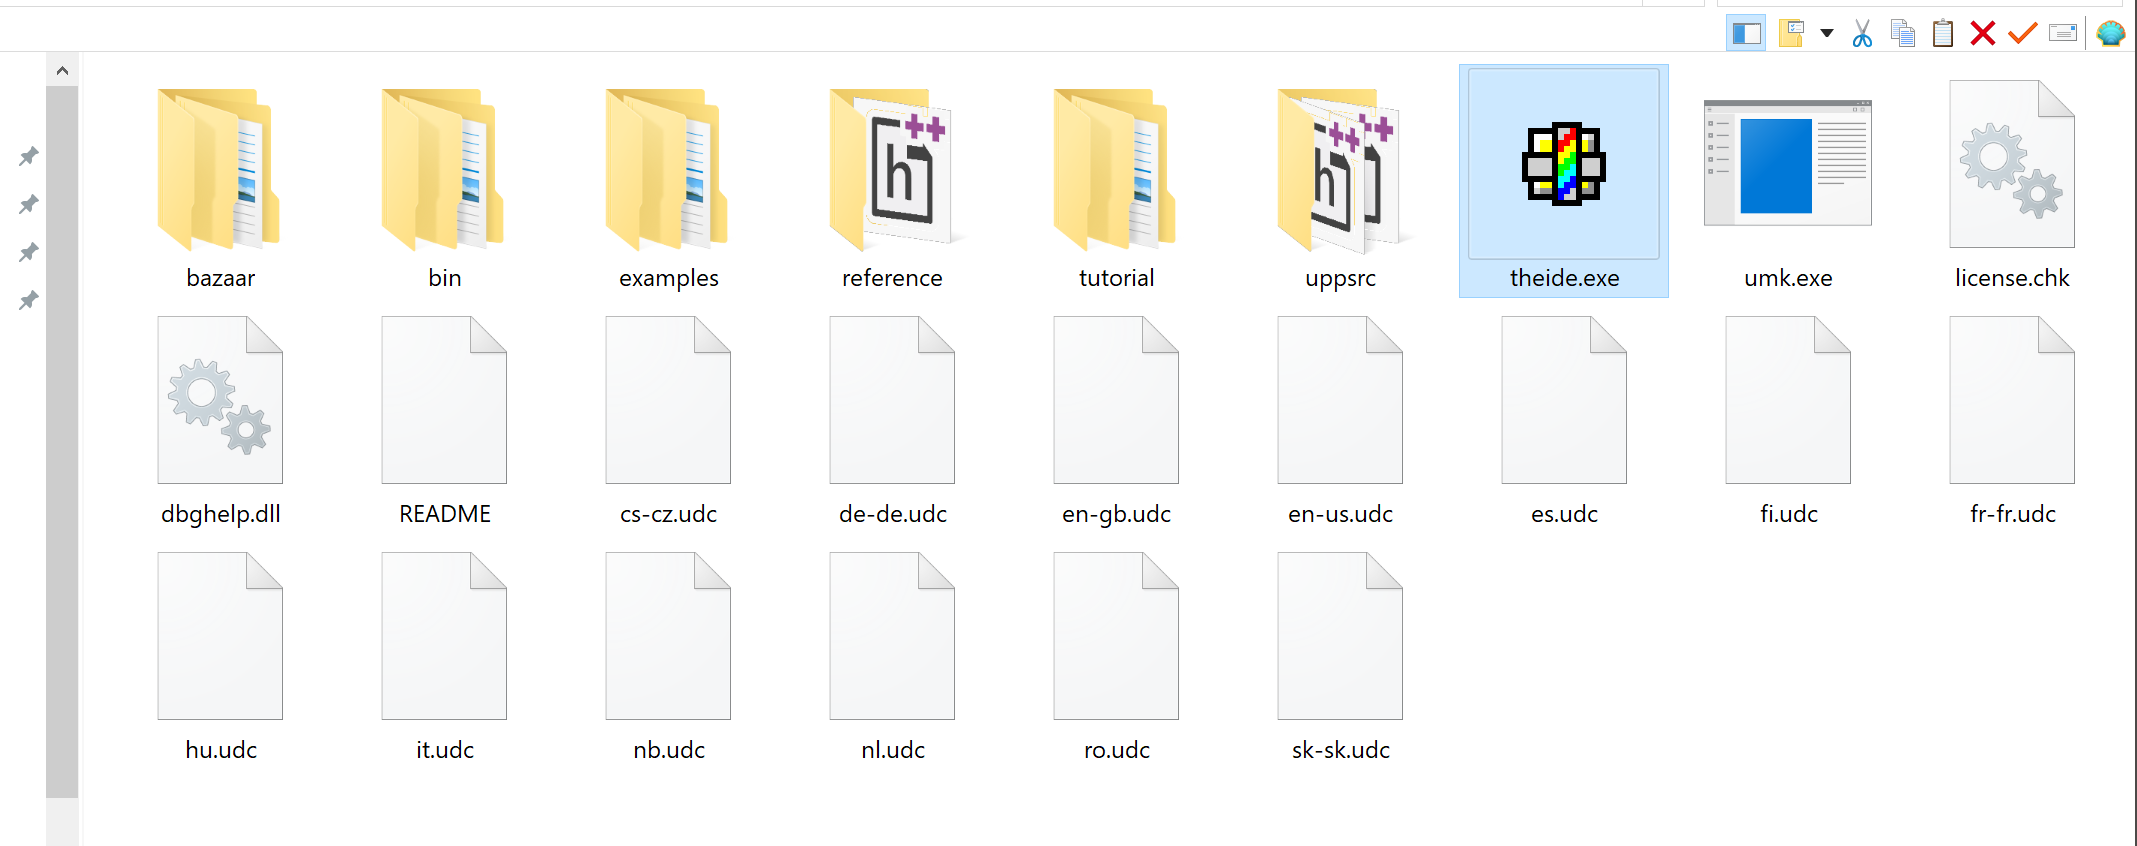 bazaar
bin
examples
reference
tutorial
uppsrc
theide.exe
umk.exe
license.chk
dbghelp.dll
README
cs-cz.udc
de-de.udc
en-gb.udc
en-us.udc
es.udc
fi.udc
fr-fr.udc
hu.udc
it.udc
nb.udc
nl.udc
ro.udc
sk-sk.udc